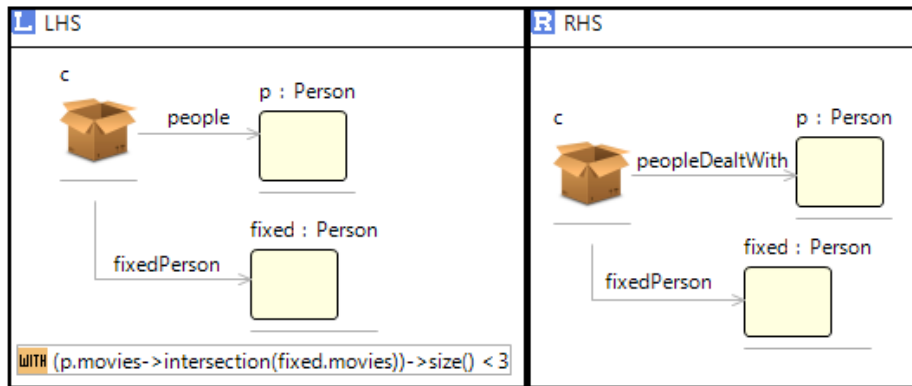 L LHS
c
people
p : Person
fixedPerson
fixed : Person
WITH (p.movies->intersection(fixed.movies))->size() < 3
R RHS
c
peopleDealtWith
p : Person
fixedPerson
fixed : Person